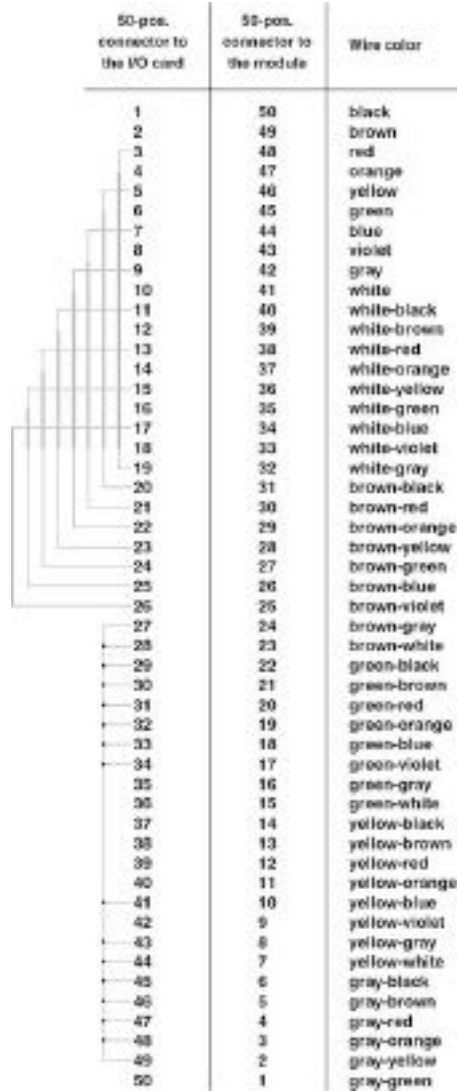 50-pos. 50-pos.
connector to connector to Wire color
the I/O card the module
1 50 black
2 49 brown
3 48 red
4 47 orange
5 46 yellow
6 45 green
7 44 blue
8 43 violet
9 42 gray
10 41 white
11 40 white-black
12 39 white-brown
13 38 white-red
14 37 white-orange
15 36 white-yellow
16 35 white-green
17 34 white-blue
18 33 white-violet
19 32 white-gray
20 31 brown-black
21 30 brown-red
22 29 brown-orange
23 28 brown-yellow
24 27 brown-green
25 26 brown-blue
26 25 brown-violet
27 24 brown-gray
28 23 brown-white
29 22 green-black
30 21 green-brown
31 20 green-red
32 19 green-orange
33 18 green-blue
34 17 green-violet
35 16 green-gray
36 15 green-white
37 14 yellow-black
38 13 yellow-brown
39 12 yellow-red
40 11 yellow-orange
41 10 yellow-blue
42 9 yellow-violet
43 8 yellow-gray
44 7 yellow-white
45 6 gray-black
46 5 gray-brown
47 4 gray-red
48 3 gray-orange
49 2 gray-yellow
50 1 gray-green